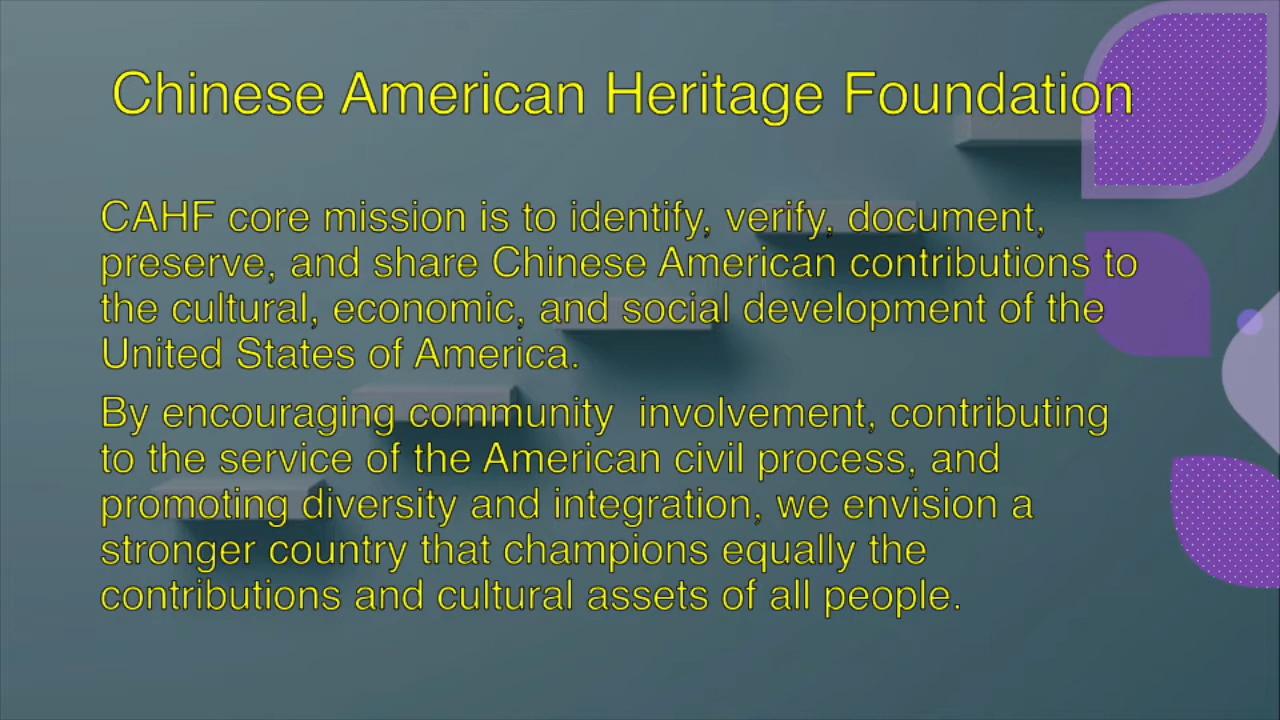 Chinese American Heritage Foundation
CAHF core mission is to identify, verify, document,
preserve, and share Chinese American contributions to
the cultural, economic, and social development of the
United States of America.
By encouraging community  involvement, contributing
to the service of the American civil process, and
promoting diversity and integration, we envision a
stronger country that champions equally the
contributions and cultural assets of all people.